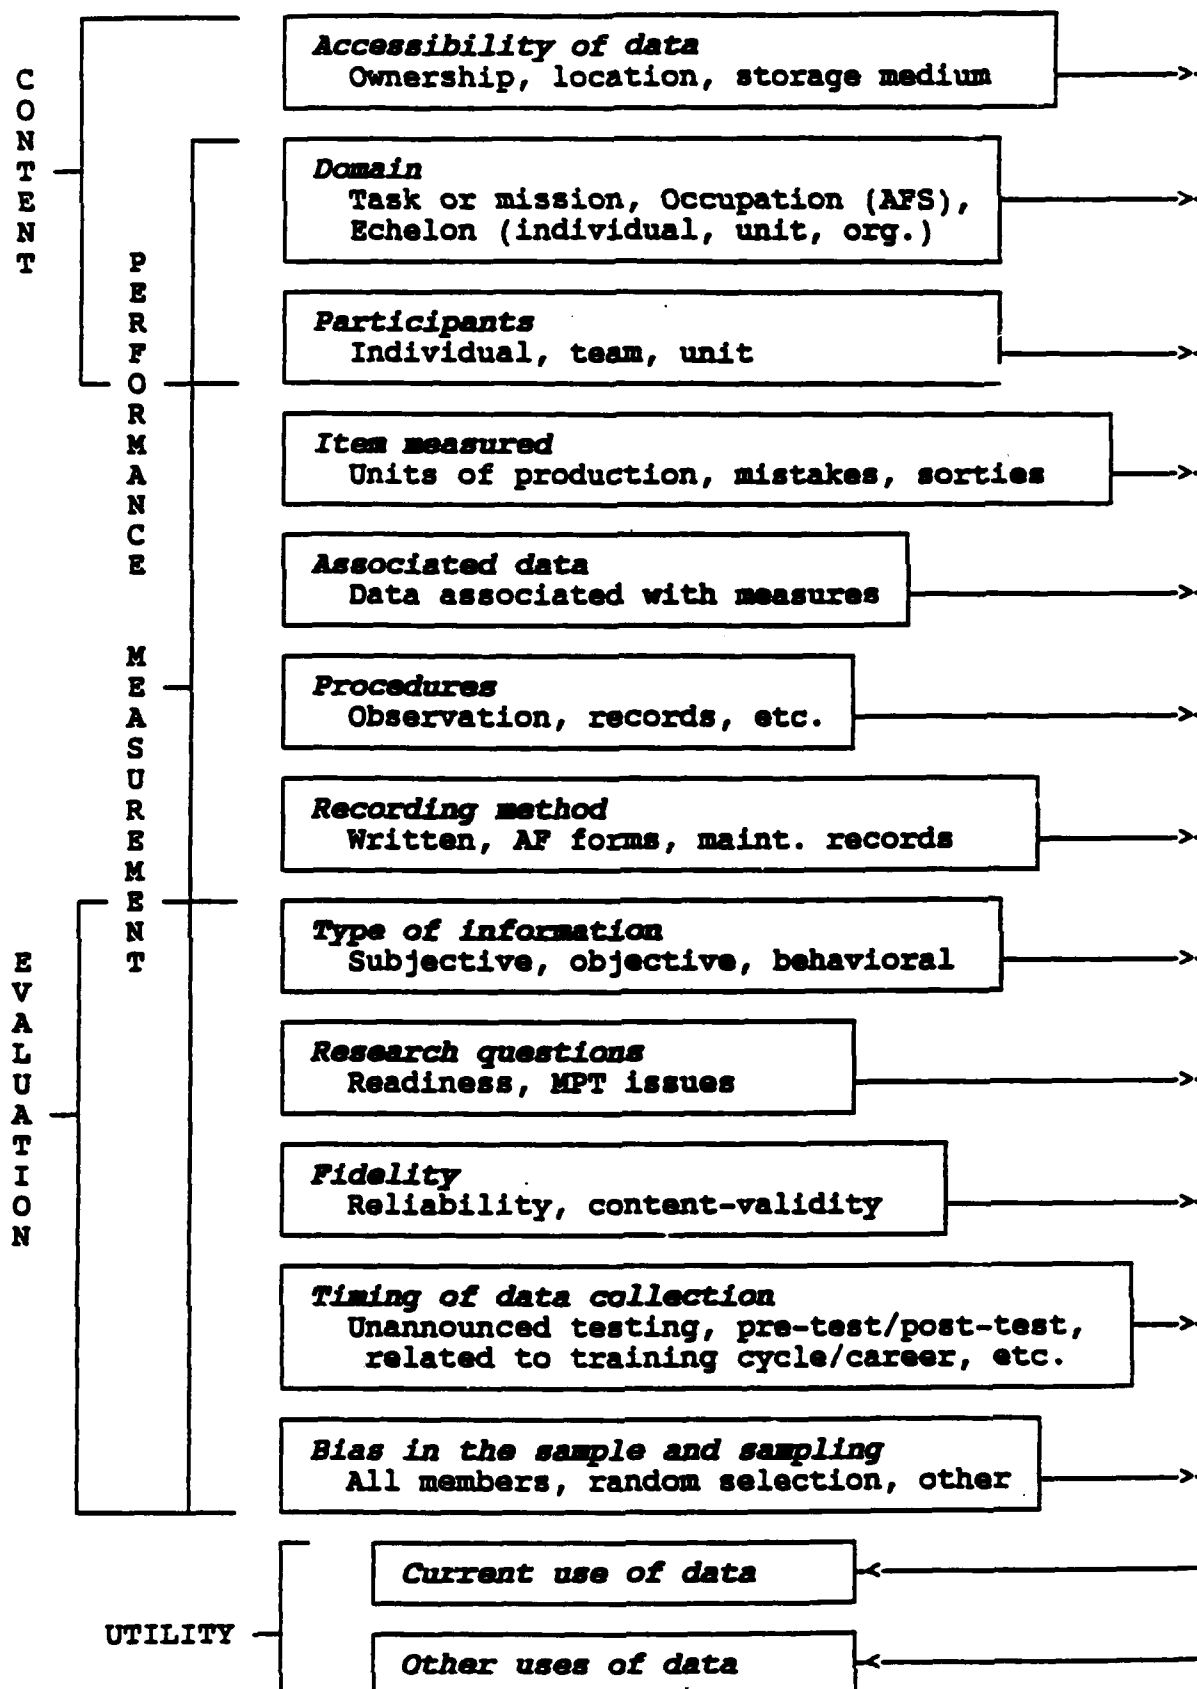 CONTENT
Accessibility of data
Ownership, location, storage medium
PERFORMANCE MEASUREMENT
Domain
Task or mission, Occupation (AFS),
Echelon (individual, unit, org.)
Participants
Individual, team, unit
Item measured
Units of production, mistakes, sorties
Associated data
Data associated with measures
Procedures
Observation, records, etc.
Recording method
Written, AF forms, maint. records
EVALUATION
Type of information
Subjective, objective, behavioral
Research questions
Readiness, MPT issues
Fidelity
Reliability, content-validity
Timing of data collection
Unannounced testing, pre-test/post-test,
related to training cycle/career, etc.
Bias in the sample and sampling
All members, random selection, other
UTILITY
Current use of data
Other uses of data